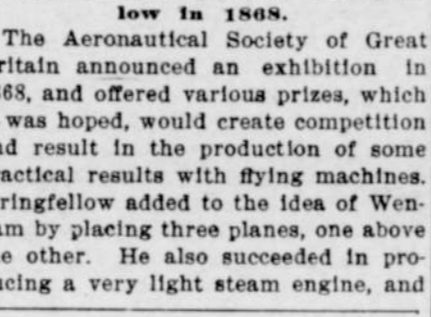 low in 1868.
The Aeronautical Society of Great
ritain announced an exhibition in
68, and offered various prizes, which
was hoped, would create competition
d result in the production of some
actical results with flying machines.
ringfellow added to the idea of Wen-
am by placing three planes, one above
e other. He also succeeded in pro-
ucing a very light steam engine, and